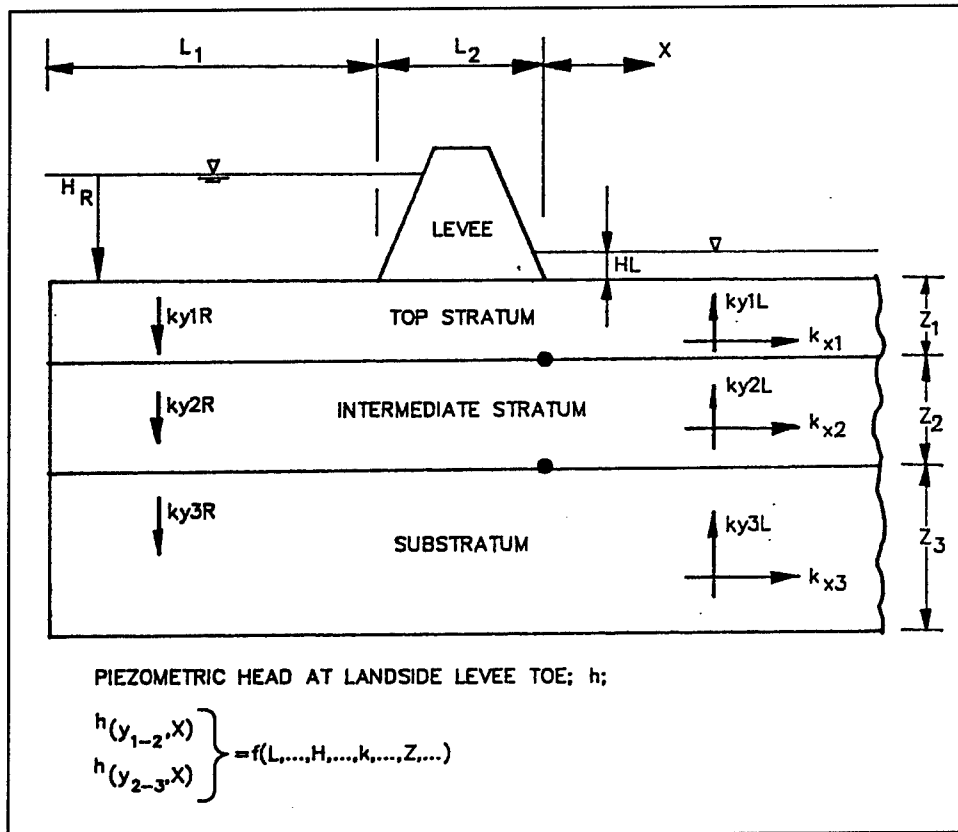 L1 L2 X
HR
LEVEE
HL
ky1R TOP STRATUM ky1L kx1 Z1
ky2R INTERMEDIATE STRATUM ky2L kx2 Z2
ky3R SUBSTRATUM ky3L kx3 Z3
PIEZOMETRIC HEAD AT LANDSIDE LEVEE TOE; h;
h(y1-2,X)
h(y2-3,X)
=f(L,...,H,...,k,...,Z,...)